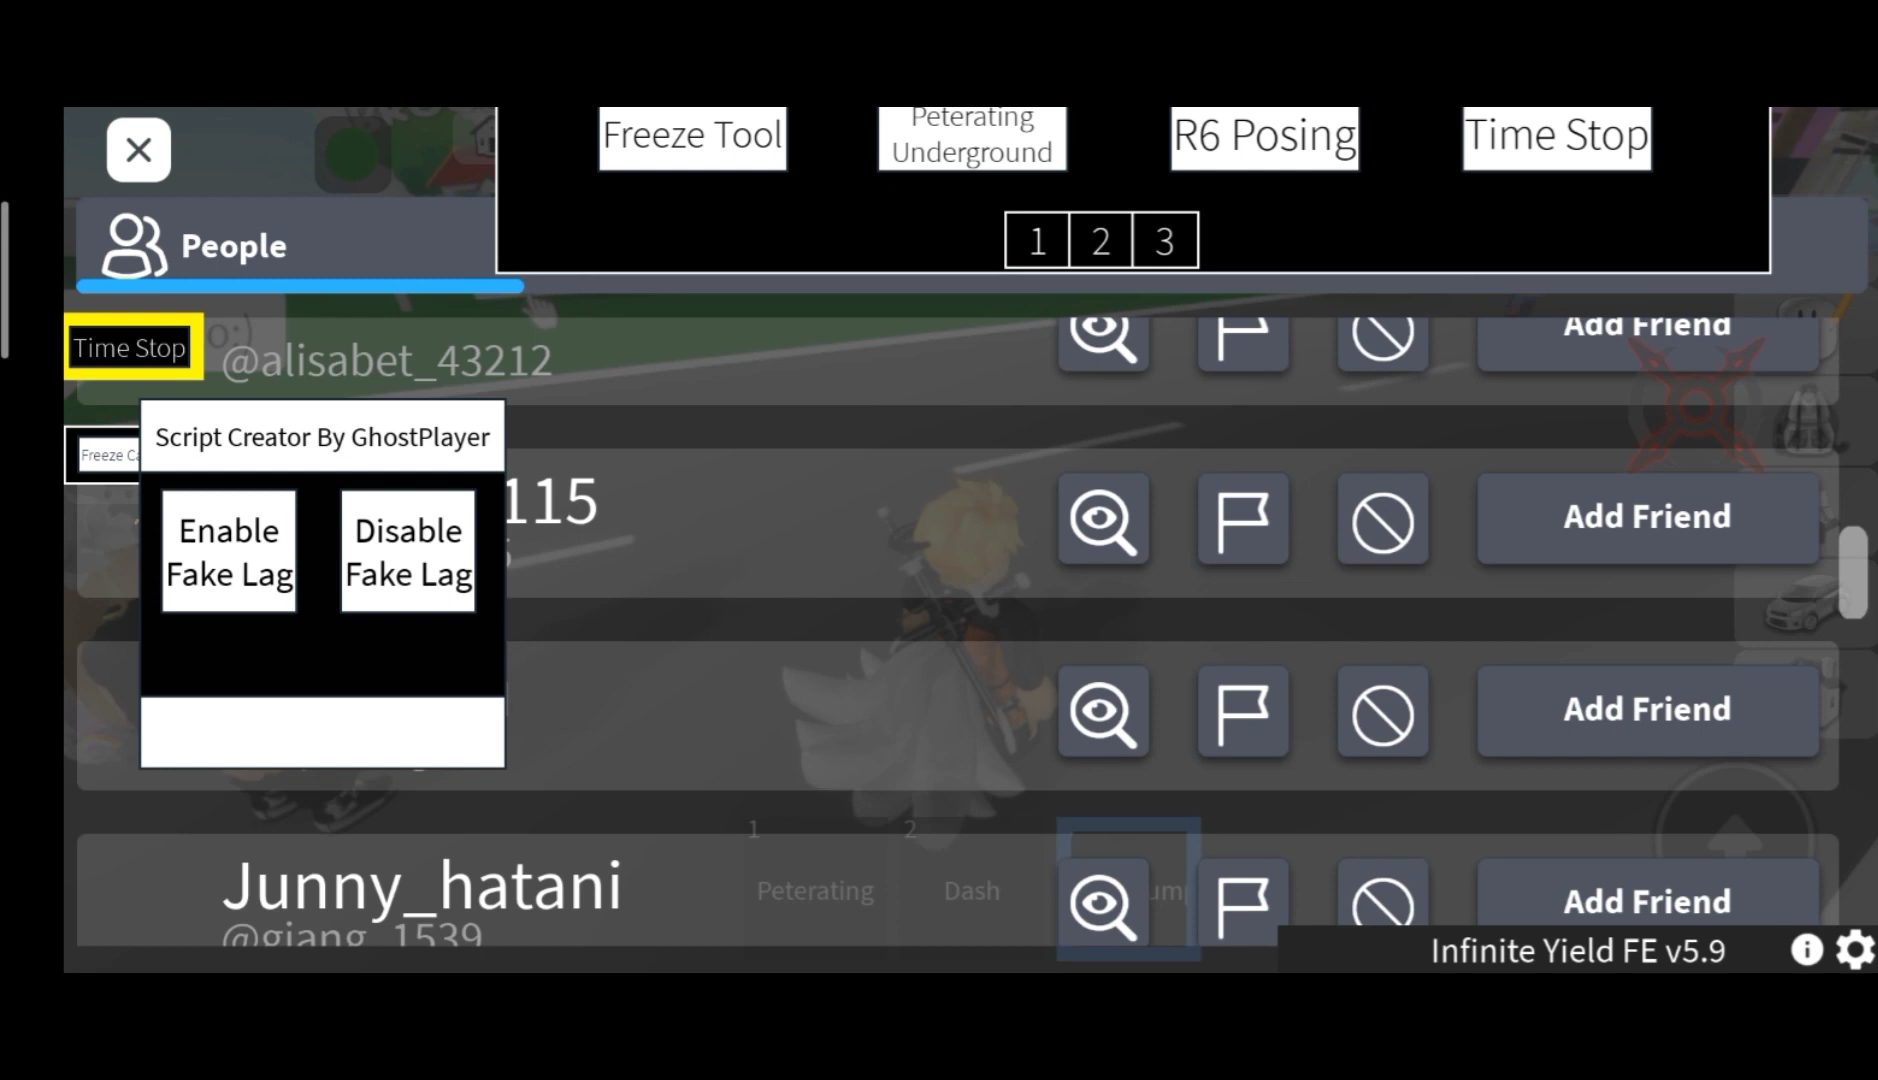 Freeze Tool
Peterating
Underground
R6 Posing
Time Stop
1 2 3
People
Time Stop
@alisabet_43212
Add Friend
Script Creator By GhostPlayer
Freeze
115
Add Friend
Enable
Fake Lag
Disable
Fake Lag
Add Friend
1
2
Junny_hatani
@giang_1539
Peterating
Dash
Add Friend
Infinite Yield FE v5.9